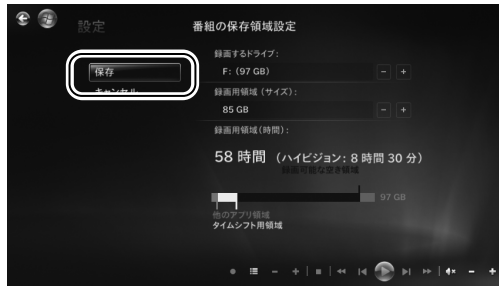 設定
番組の保存領域設定
保存
キャンセル
録画するドライブ:
F: (97 GB)
録画用領域 (サイズ):
85 GB
録画用領域(時間):
58 時間 (ハイビジョン: 8 時間 30 分)
録画可能な空き領域
97 GB
他のアプリ領域
タイムシフト用領域